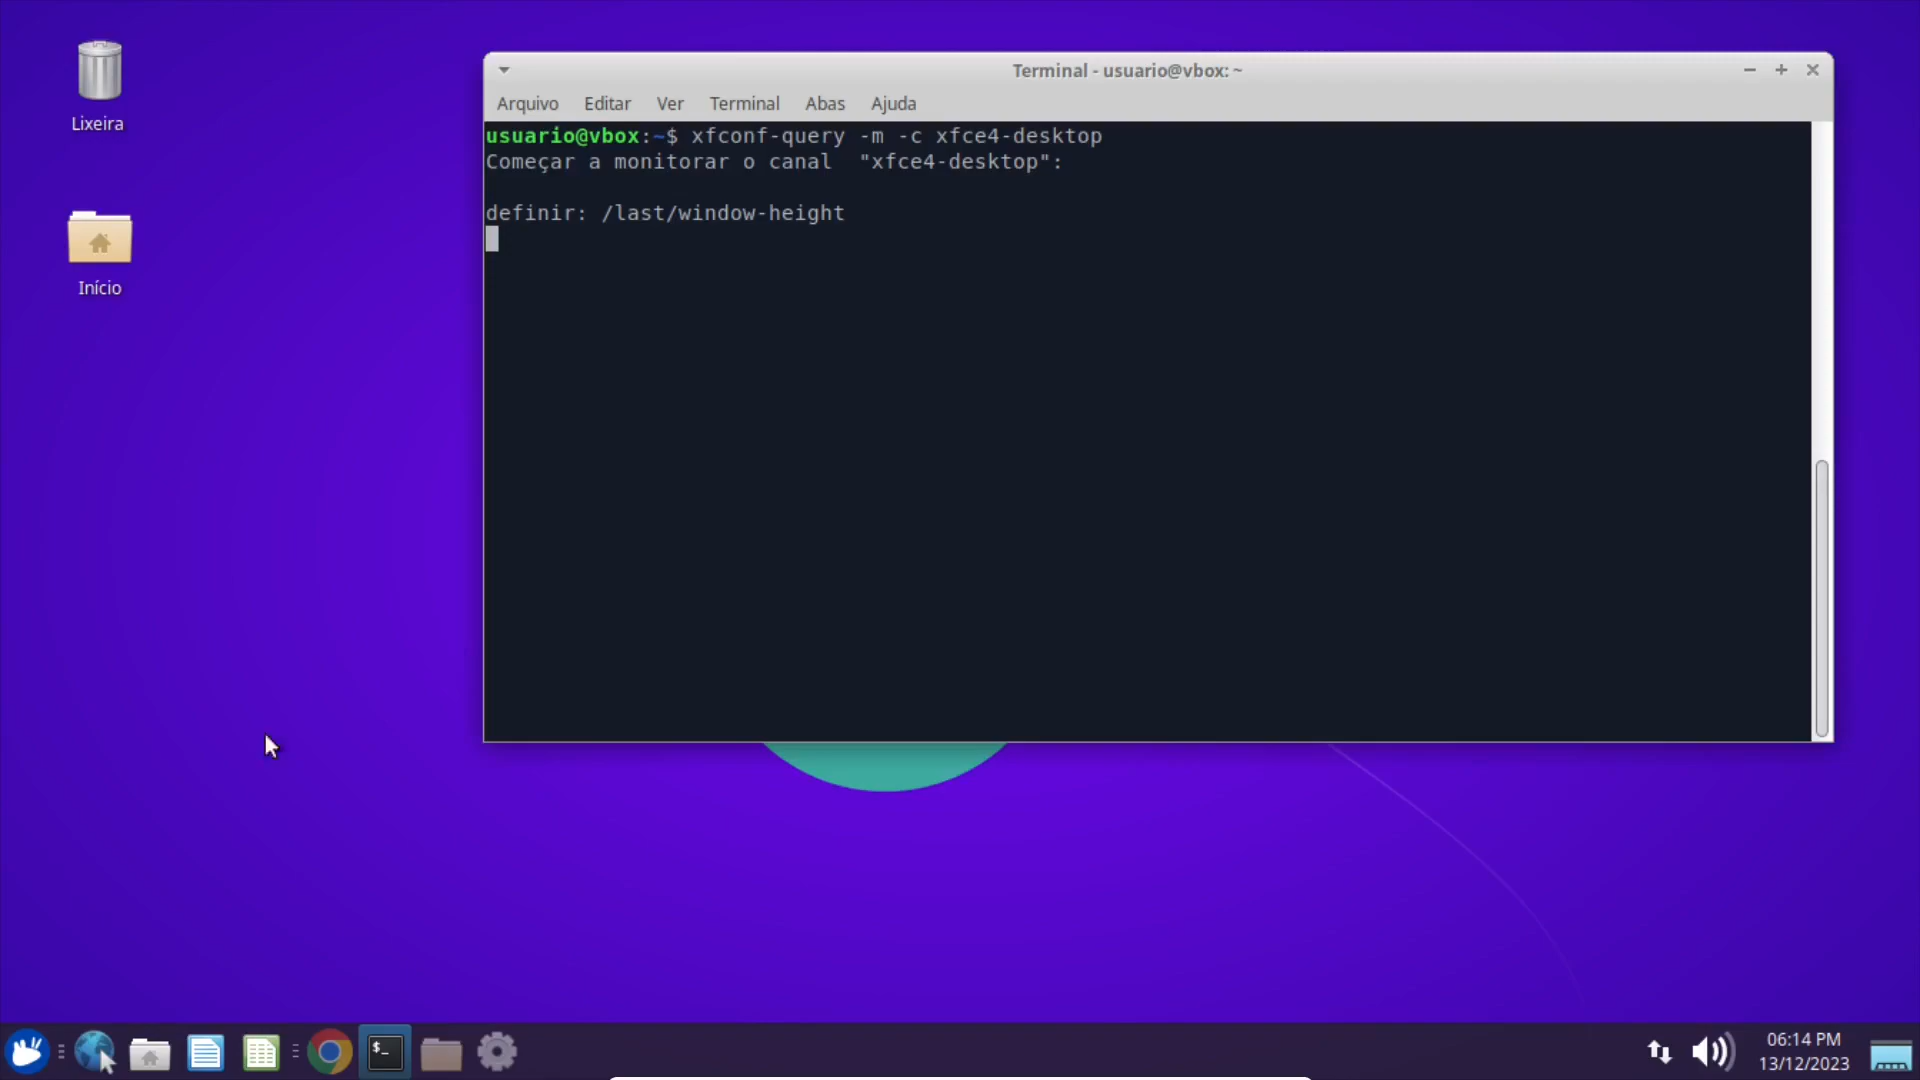 Lixeira
Início
Terminal - usuario@vbox: ~
Arquivo Editar Ver Terminal Abas Ajuda
usuario@vbox:~$ xfconf-query -m -c xfce4-desktop
Começar a monitorar o canal  "xfce4-desktop":
definir: /last/window-height
$_
06:14 PM
13/12/2023